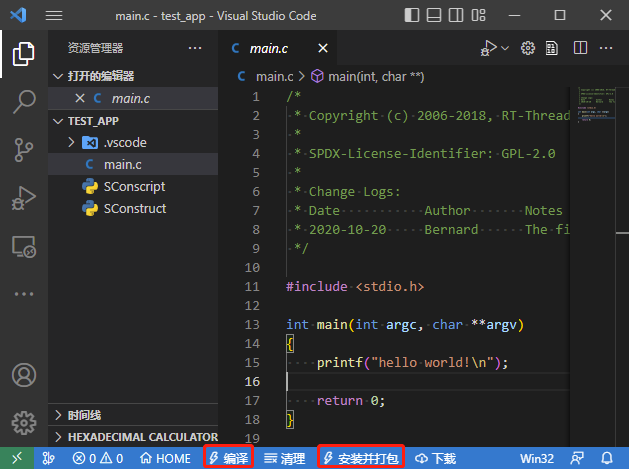 main.c - test_app - Visual Studio Code
资源管理器
打开的编辑器
main.c
TEST_APP
.vscode
main.c
SConscript
SConstruct
时间线
HEXADECIMAL CALCULATOR
main.c
main.c > main(int, char **)
1 /*
2 * Copyright (c) 2006-2018, RT-Thread
3 *
4 * SPDX-License-Identifier: GPL-2.0
5 *
6 * Change Logs:
7 * Date Author Notes
8 * 2020-10-20 Bernard The fi
9 */
10
11 #include <stdio.h>
12
13 int main(int argc, char **argv)
14 {
15 printf("hello world!\n");
16
17 return 0;
18 }
19
0 0 HOME 编译 清理 安装并打包 下载 Win32